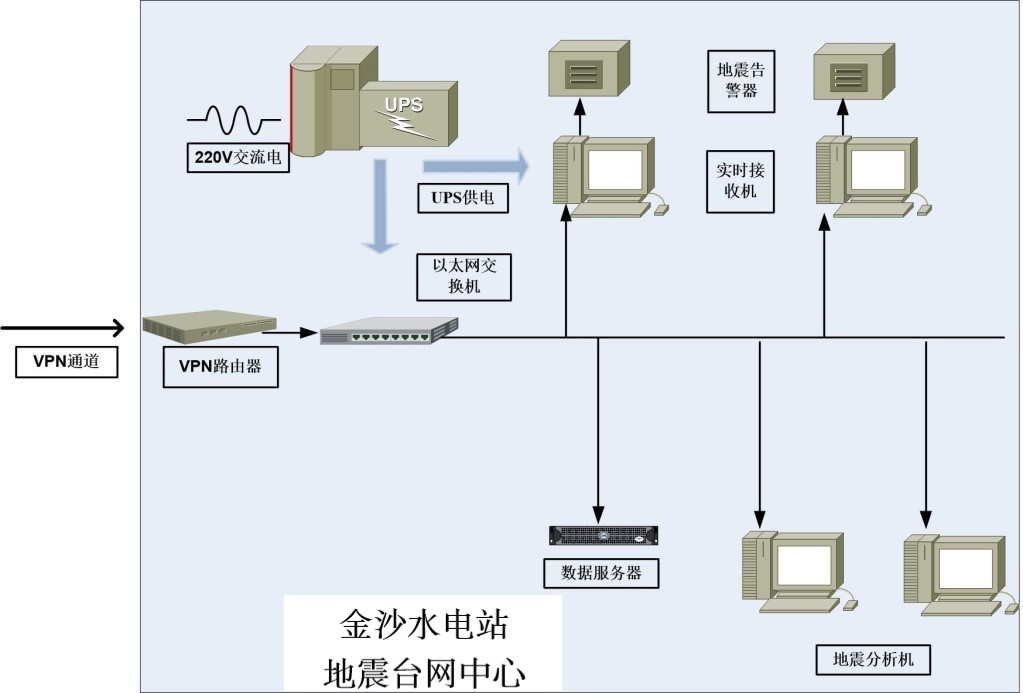 UPS
220V交流电
地震告
警器
UPS供电
实时接
收机
以太网交
换机
VPN通道
VPN路由器
数据服务器
金沙水电站
地震台网中心
地震分析机